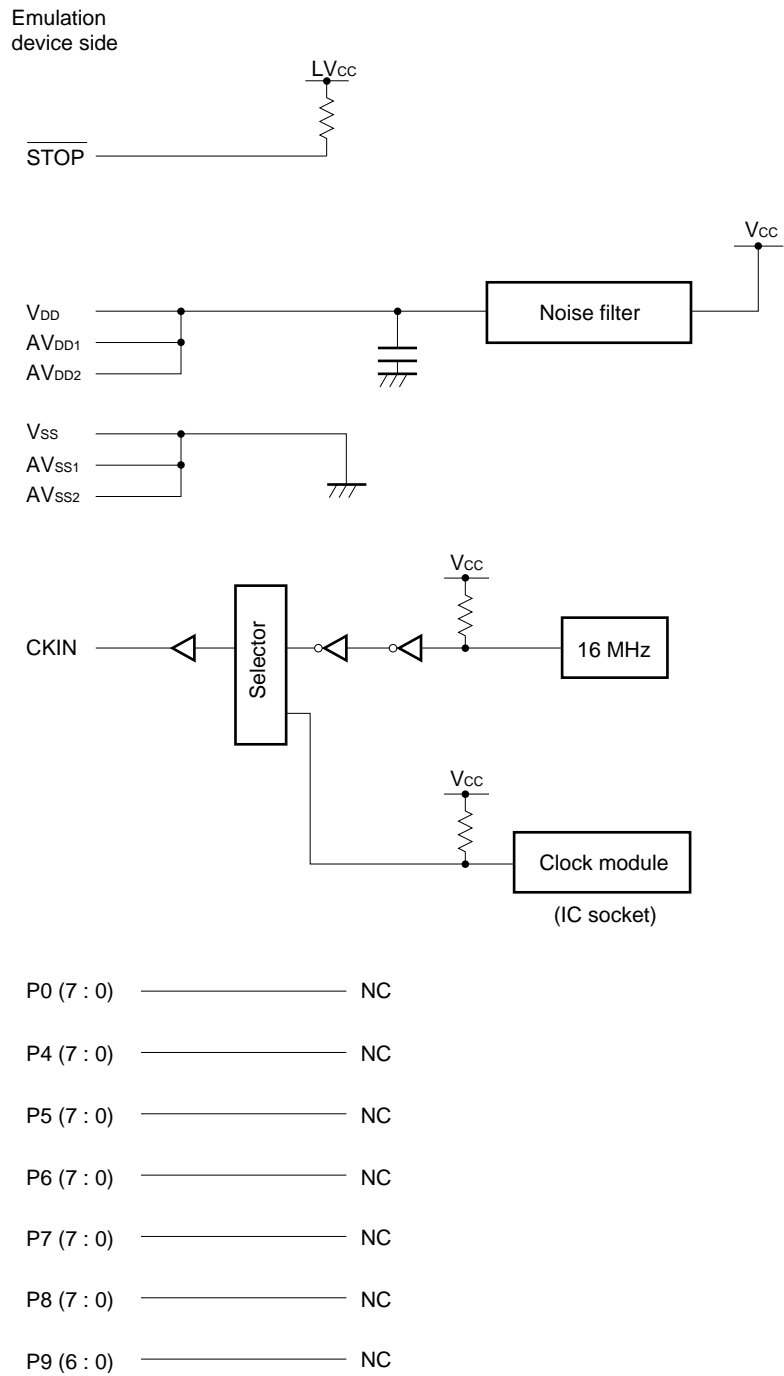 Emulation
device side
LVCC
STOP
VCC
VDD
Noise filter
AVDD1
AVDD2
VSS
AVSS1
AVSS2
VCC
CKIN
Selector
16 MHz
VCC
Clock module
(IC socket)
P0 (7 : 0) NC
P4 (7 : 0) NC
P5 (7 : 0) NC
P6 (7 : 0) NC
P7 (7 : 0) NC
P8 (7 : 0) NC
P9 (6 : 0) NC